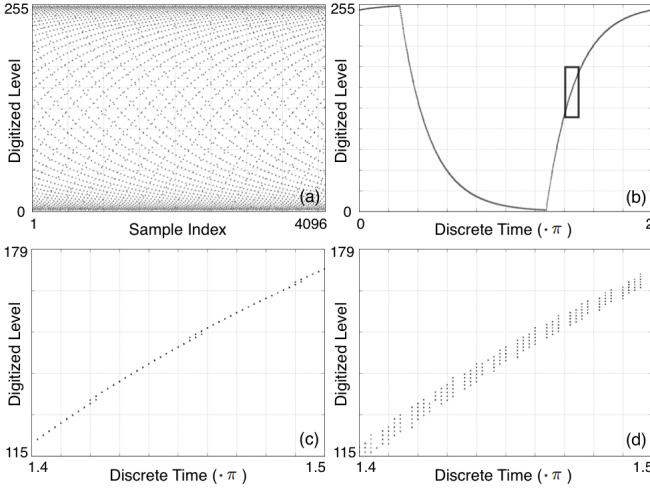 255
Digitized Level
0
(a)
1
Sample Index
4096
255
Digitized Level
0
(b)
0
Discrete Time (· π )
2
179
Digitized Level
115
(c)
1.4
Discrete Time (· π )
1.5
179
Digitized Level
115
(d)
1.4
Discrete Time (· π )
1.5